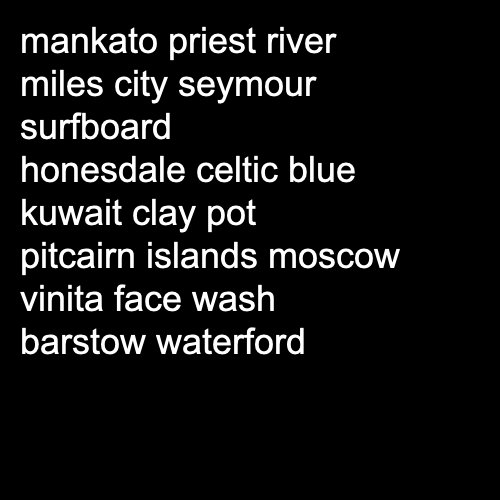 mankato priest river
miles city seymour
surfboard
honesdale celtic blue
kuwait clay pot
pitcairn islands moscow
vinita face wash
barstow waterford